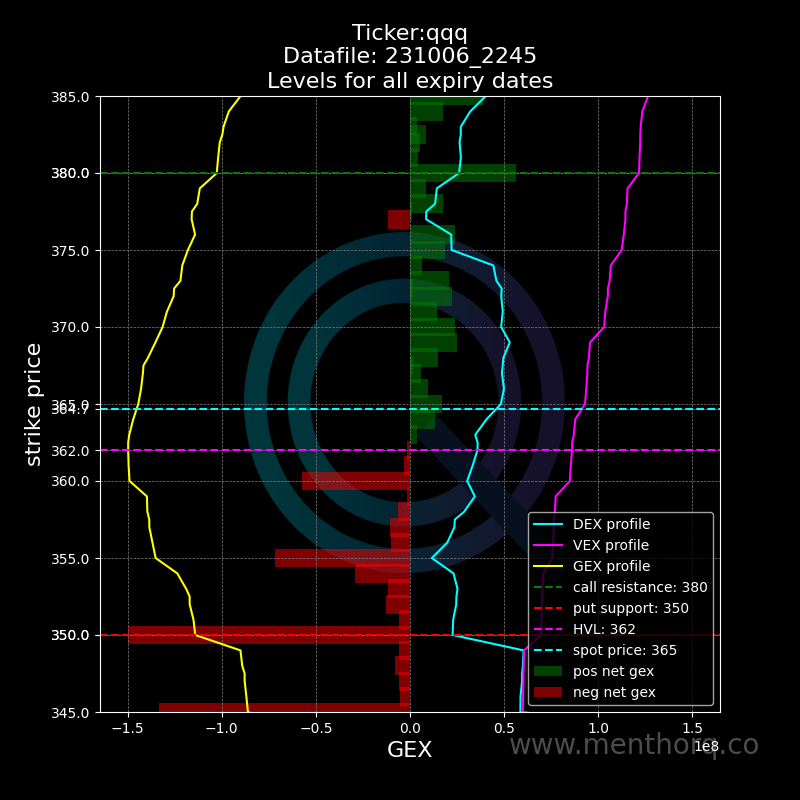 Ticker:qqq
Datafile: 231006_2245
Levels for all expiry dates
385.0
380.0
375.0
370.0
365.0
364.7
362.0
360.0
355.0
350.0
345.0
strike price
DEX profile
VEX profile
GEX profile
call resistance: 380
put support: 350
HVL: 362
spot price: 365
pos net gex
neg net gex
−1.5 −1.0 −0.5 0.0 0.5 1.0 1.5
1e8
GEX
www.menthorq.co